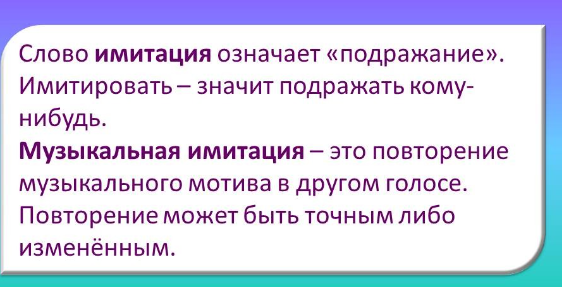 Слово имитация означает «подражание».
Имитировать – значит подражать кому-
нибудь.
Музыкальная имитация – это повторение
музыкального мотива в другом голосе.
Повторение может быть точным либо
изменённым.